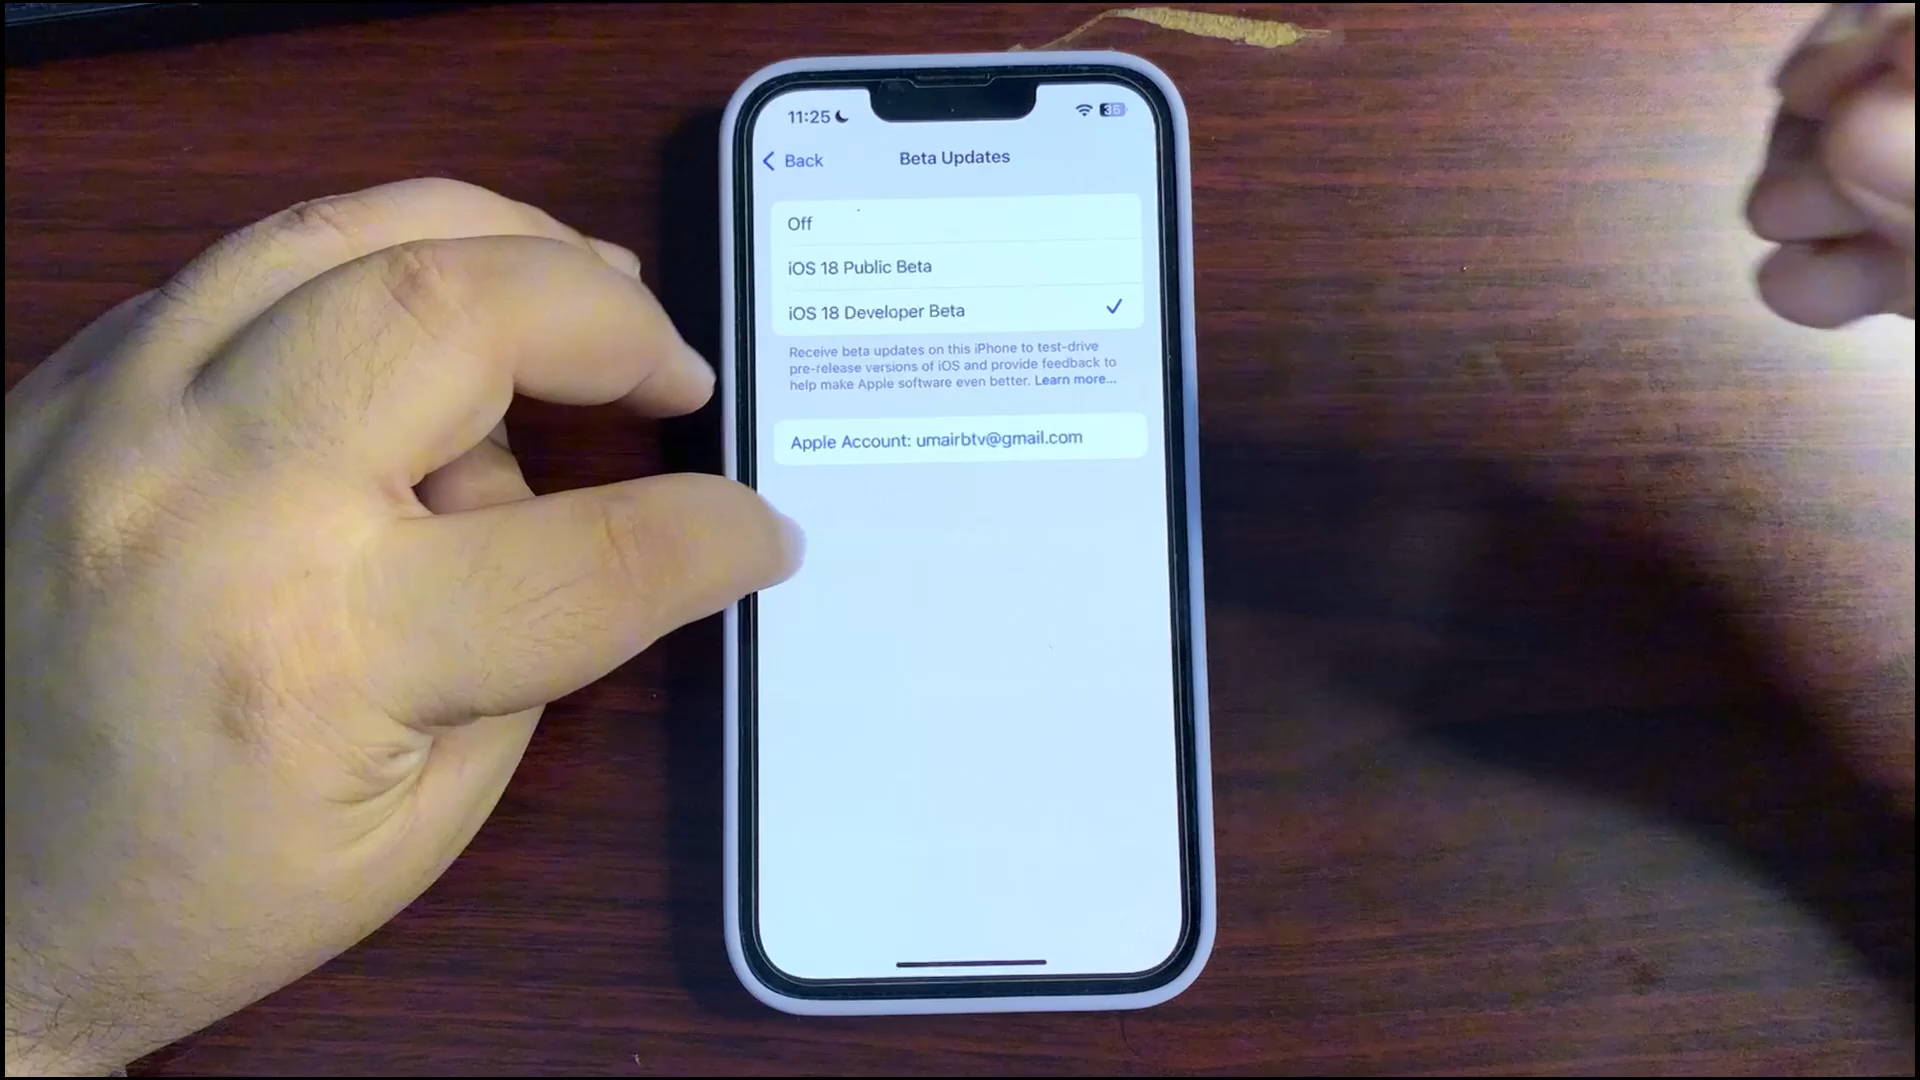 11:25
36
Back
Beta Updates
Off
iOS 18 Public Beta
iOS 18 Developer Beta
Receive beta updates on this iPhone to test-drive
pre-release versions of iOS and provide feedback to
help make Apple software even better. Learn more...
Apple Account: umairbtv@gmail.com